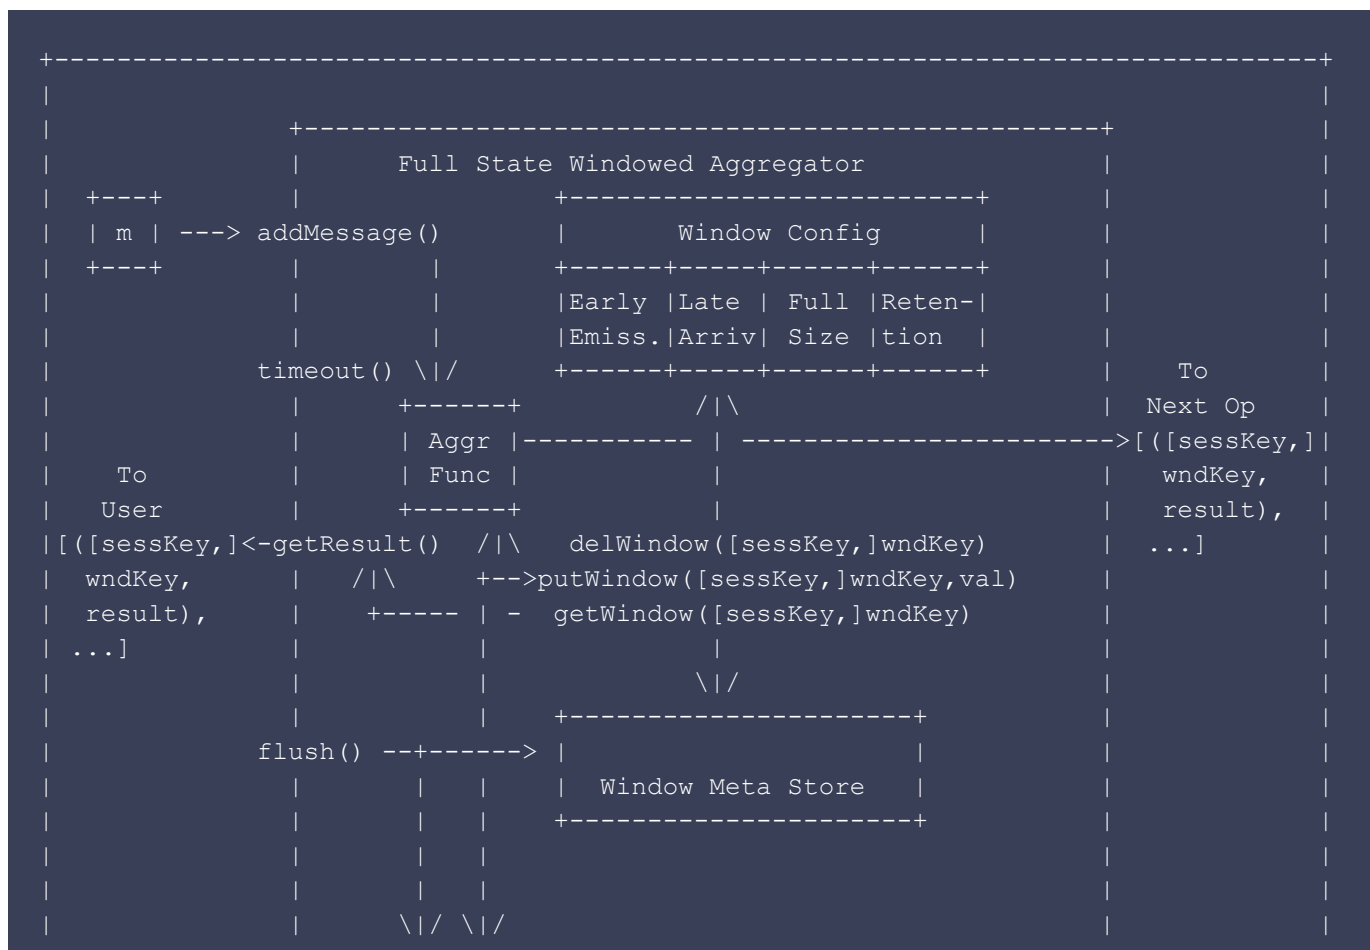 +---------------------------------------------------------------------------------+
|                                                                                 |
|               +---------------------------------------------------+             |
|               |      Full State Windowed Aggregator               |             |
|  +---+        |                +--------------------------+       |             |
|  | m | ---> addMessage()       |       Window Config      |       |             |
|  +---+        |        |       +------+-----+------+------+       |             |
|               |        |       |Early |Late | Full |Reten-|       |             |
|               |        |       |Emiss.|Arriv| Size |tion  |       |             |
|             timeout() \|/      +------+-----+------+------+       |    To       |
|               |      +------+           /|\                       |  Next Op    |
|               |      | Aggr |----------- | ------------------------>[([sessKey,]|
|    To         |      | Func |            |                        |   wndKey,   |
|   User        |      +------+            |                        |   result),  |
|[([sessKey,]<-getResult()  /|\   delWindow([sessKey,]wndKey)       |  ...]       |
|  wndKey,      |   /|\     +-->putWindow([sessKey,]wndKey,val)     |             |
|  result),     |    +----- | -  getWindow([sessKey,]wndKey)        |             |
| ...]          |           |              |                        |             |
|               |           |             \|/                       |             |
|               |           |    +----------------------+           |             |
|             flush() --+------> |                      |           |             |
|               |       |   |    |  Window Meta Store   |           |             |
|               |       |   |    +----------------------+           |             |
|               |       |   |                                       |             |
|               |       |   |                                       |             |
|               |      \|/ \|/                                      |             |